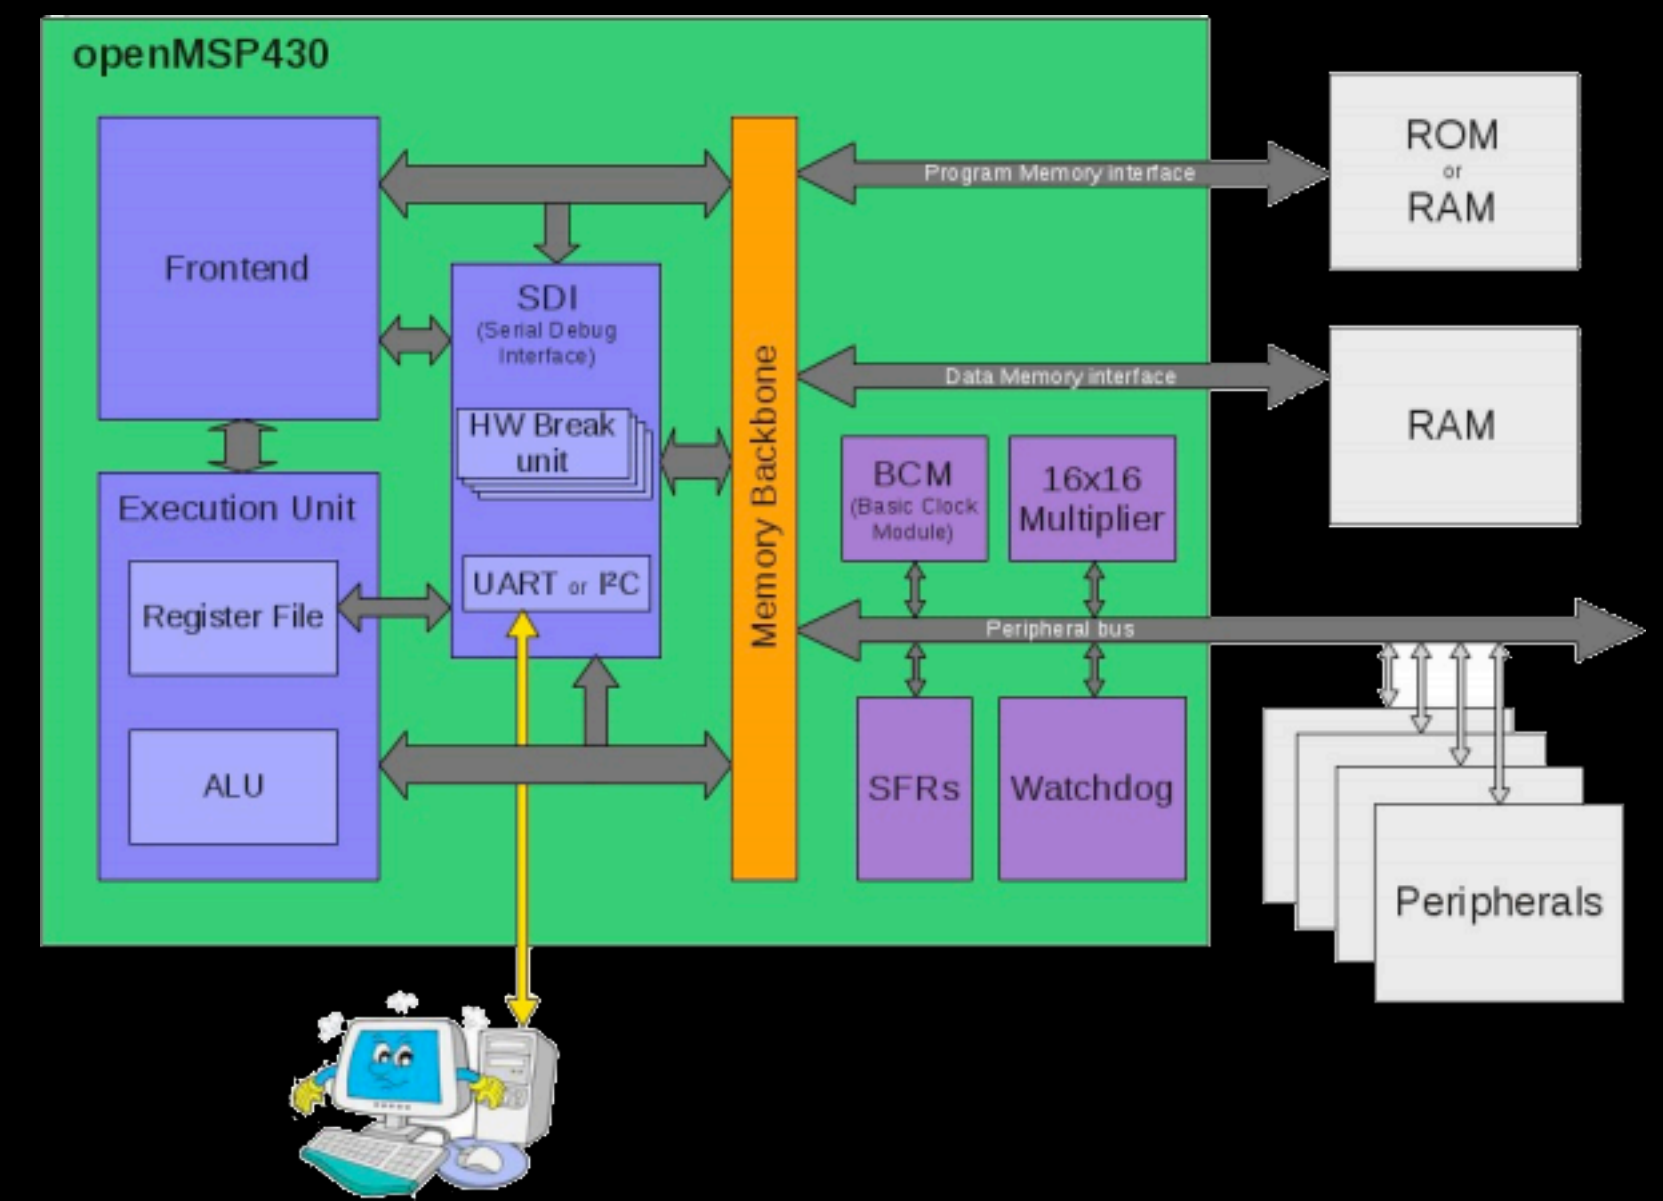 openMSP430
Frontend
SDI
(Serial Debug
Interface)
HW Break
unit
UART or I²C
Execution Unit
Register File
ALU
Memory Backbone
Program Memory interface
Data Memory interface
BCM
(Basic Clock
Module)
16x16
Multiplier
Peripheral bus
SFRs
Watchdog
ROM
or
RAM
RAM
Peripherals